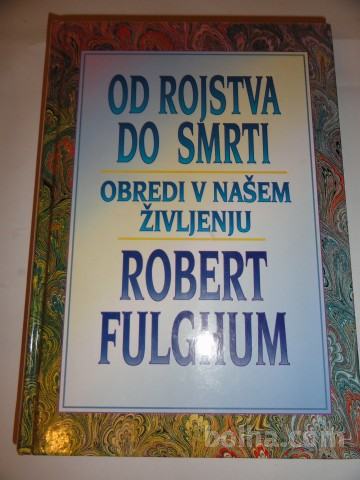 OD ROJSTVA
DO SMRTI
OBREDI V NAŠEM
ŽIVLJENJU
ROBERT
FULGHUM
bolha.com